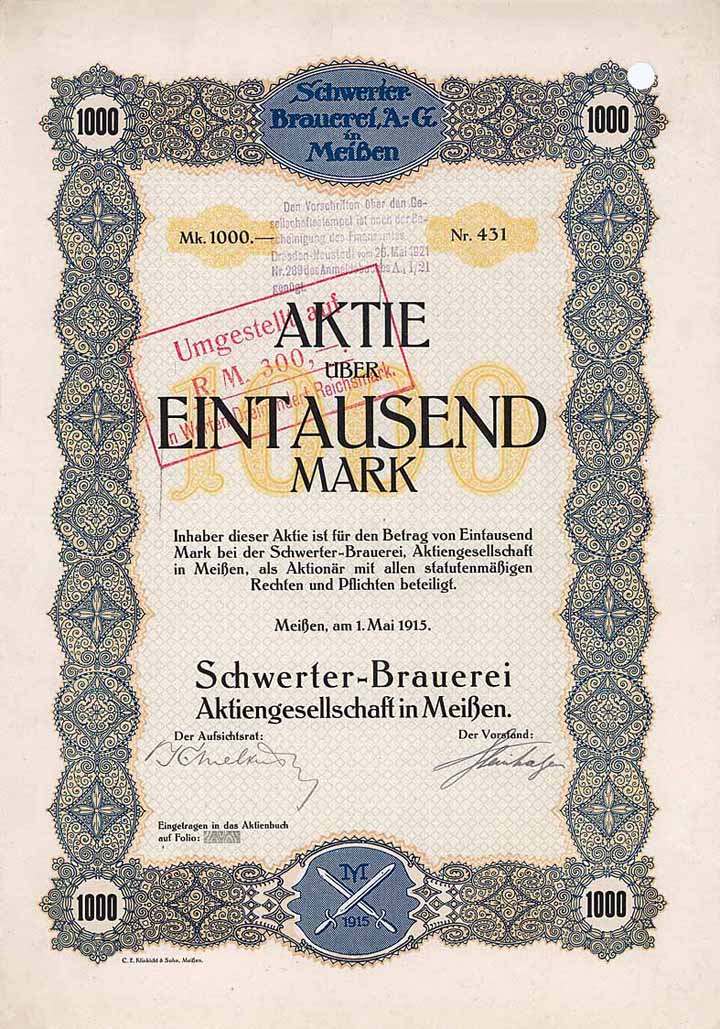 Schwerter-
Brauerei, A.-G.
in
Meißen
1000
1000
Den Vorschriften über den Ge-
sellschaftsstempel ist nach der Be-
scheinigung des Finanzamtes
Dresden-Neustadt vom 26. Mai 1921
Nr. 289 des Anmeldebuchs A, 1/21
genügt.
Mk. 1000.—
Nr. 431
Umgestellt auf
R. M. 300,-
in Worten Dreihundert Reichsmark.
1000
AKTIE
ÜBER
EINTAUSEND
MARK
Inhaber dieser Aktie ist für den Betrag von Eintausend
Mark bei der Schwerter-Brauerei, Aktiengesellschaft
in Meißen, als Aktionär mit allen statutenmäßigen
Rechten und Pflichten beteiligt.
Meißen, am 1. Mai 1915.
Schwerter-Brauerei
Aktiengesellschaft in Meißen.
Der Aufsichtsrat:
Der Vorstand:
Eingetragen in das Aktienbuch
auf Folio:
M
1915
1000
1000
C. E. Klinkicht & Sohn, Meißen.